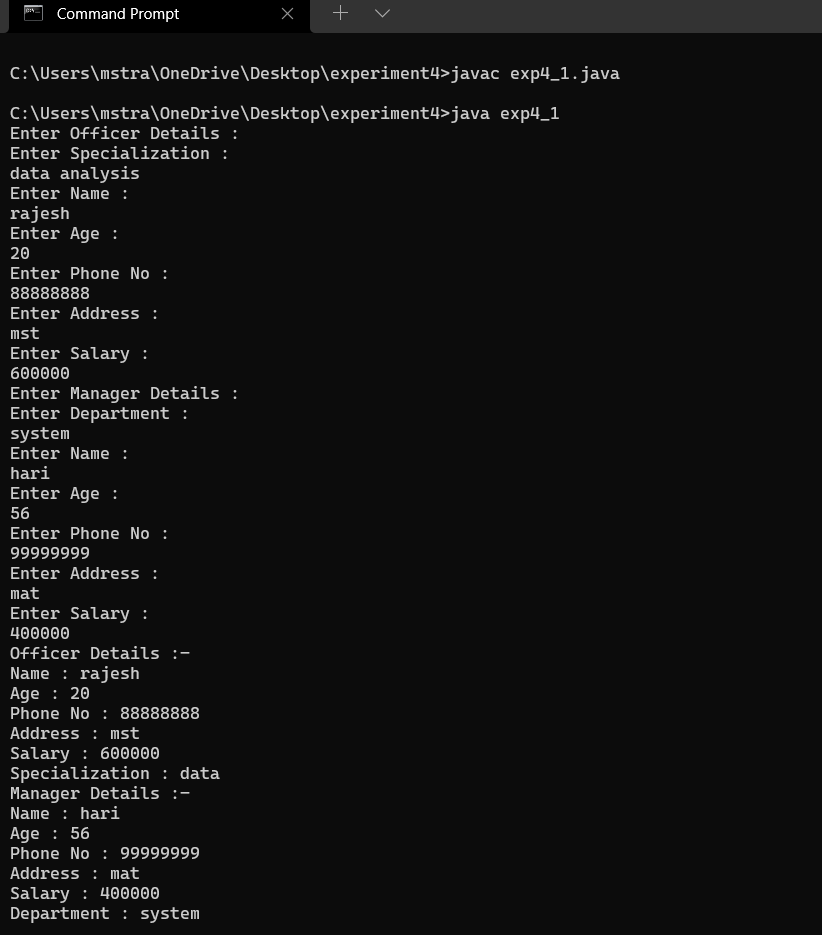 Command Prompt
C:\Users\mstra\OneDrive\Desktop\experiment4>javac exp4_1.java
C:\Users\mstra\OneDrive\Desktop\experiment4>java exp4_1
Enter Officer Details :
Enter Specialization :
data analysis
Enter Name :
rajesh
Enter Age :
20
Enter Phone No :
88888888
Enter Address :
mst
Enter Salary :
600000
Enter Manager Details :
Enter Department :
system
Enter Name :
hari
Enter Age :
56
Enter Phone No :
99999999
Enter Address :
mat
Enter Salary :
400000
Officer Details :-
Name : rajesh
Age : 20
Phone No : 88888888
Address : mst
Salary : 600000
Specialization : data
Manager Details :-
Name : hari
Age : 56
Phone No : 99999999
Address : mat
Salary : 400000
Department : system